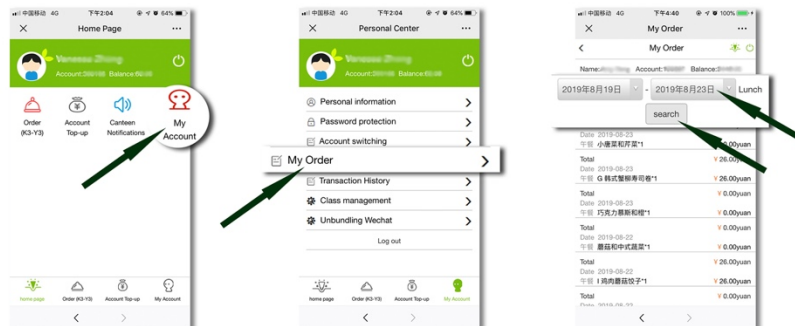 中国移动 4G 下午2:04 64%
Home Page
Account: Balance:
Order
(K3-Y3)
Account
Top-up
Canteen
Notifications
My
Account
home page
Order (K3-Y3)
Account Top-up
My Account
中国移动 4G 下午2:04 64%
Personal Center
Account: Balance:
Personal information
Password protection
Account switching
My Order
Transaction History
Class management
Unbundling Wechat
Log out
home page
Order (K3-Y3)
Account Top-up
My Account
中国移动 4G 下午4:40 100%
My Order
My Order
Name: Account: Balance:
2019年8月19日 - 2019年8月23日 Lunch
search
Date 2019-08-23
午餐 小唐菜和芹菜*1 0.00yuan
Total ¥ 26.00yuan
Date 2019-08-23
午餐 G 韩式蟹柳寿司卷*1 ¥ 26.00yuan
Total ¥ 0.00yuan
Date 2019-08-23
午餐 巧克力慕斯和橙*1 ¥ 0.00yuan
Total ¥ 0.00yuan
Date 2019-08-22
午餐 蘑菇和中式蔬菜*1 ¥ 0.00yuan
Total ¥ 26.00yuan
Date 2019-08-22
午餐 I 鸡肉蘑菇饺子*1 ¥ 26.00yuan
Total ¥ 0.00yuan
Date 2019-08-22